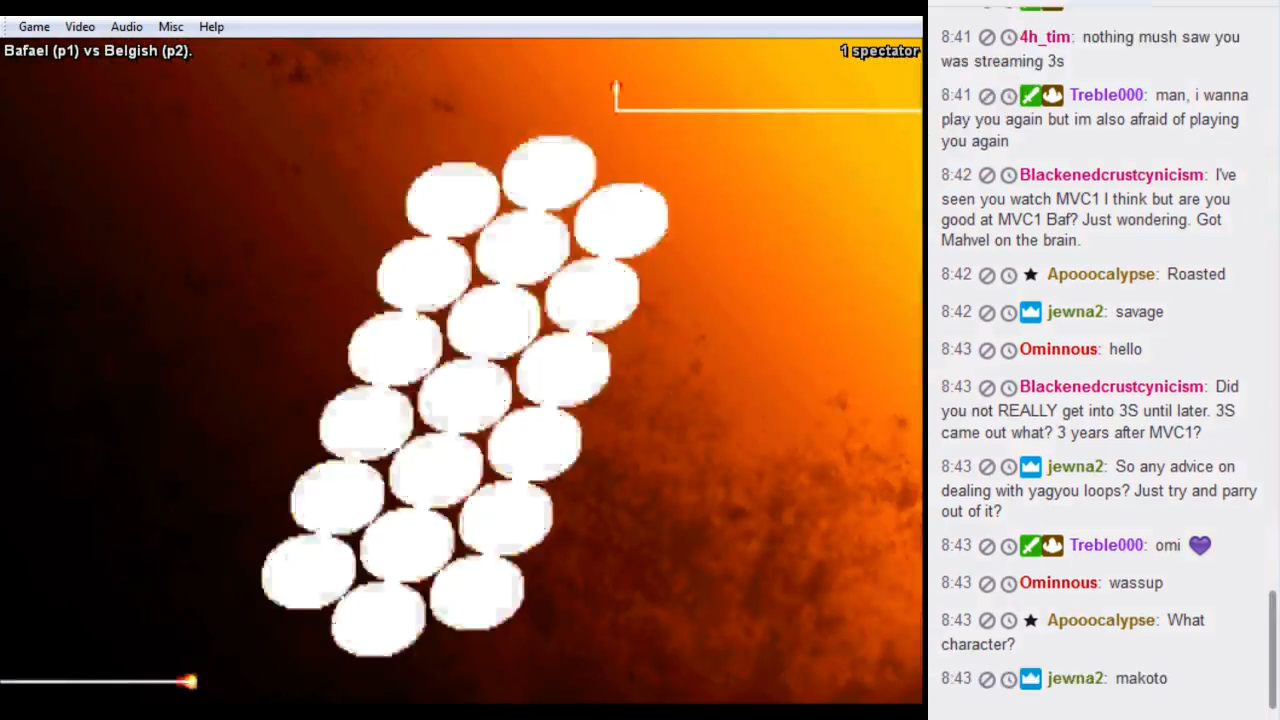 Game Video Audio Misc Help
Bafael (p1) vs Belgish (p2).
1 spectator
8:41 4h_tim: nothing mush saw you
was streaming 3s
8:41 Treble000: man, i wanna
play you again but im also afraid of playing
you again
8:42 Blackenedcrustcynicism: I've
seen you watch MVC1 I think but are you
good at MVC1 Baf? Just wondering. Got
Mahvel on the brain.
8:42 Apooocalypse: Roasted
8:42 jewna2: savage
8:43 Ominnous: hello
8:43 Blackenedcrustcynicism: Did
you not REALLY get into 3S until later. 3S
came out what? 3 years after MVC1?
8:43 jewna2: So any advice on
dealing with yagyou loops? Just try and parry
out of it?
8:43 Treble000: omi 💜
8:43 Ominnous: wassup
8:43 Apooocalypse: What
character?
8:43 jewna2: makoto